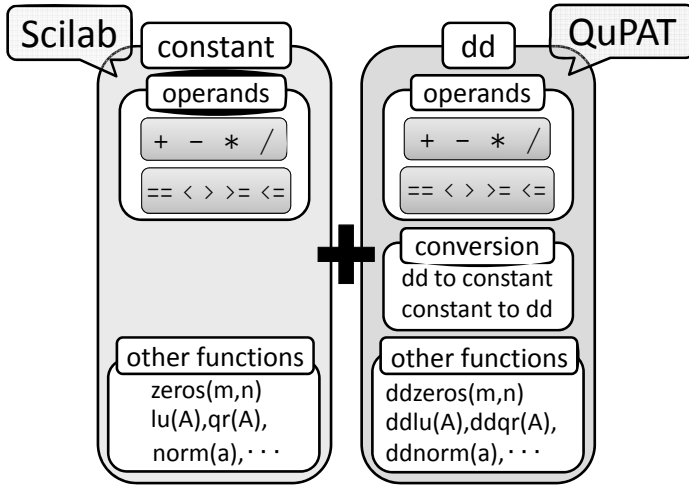 Scilab
constant
operands
+ − * /
== < > >= <=
other functions
zeros(m,n)
lu(A),qr(A),
norm(a),･･･
+
QuPAT
dd
operands
+ − * /
== < > >= <=
conversion
dd to constant
constant to dd
other functions
ddzeros(m,n)
ddlu(A),ddqr(A),
ddnorm(a),･･･